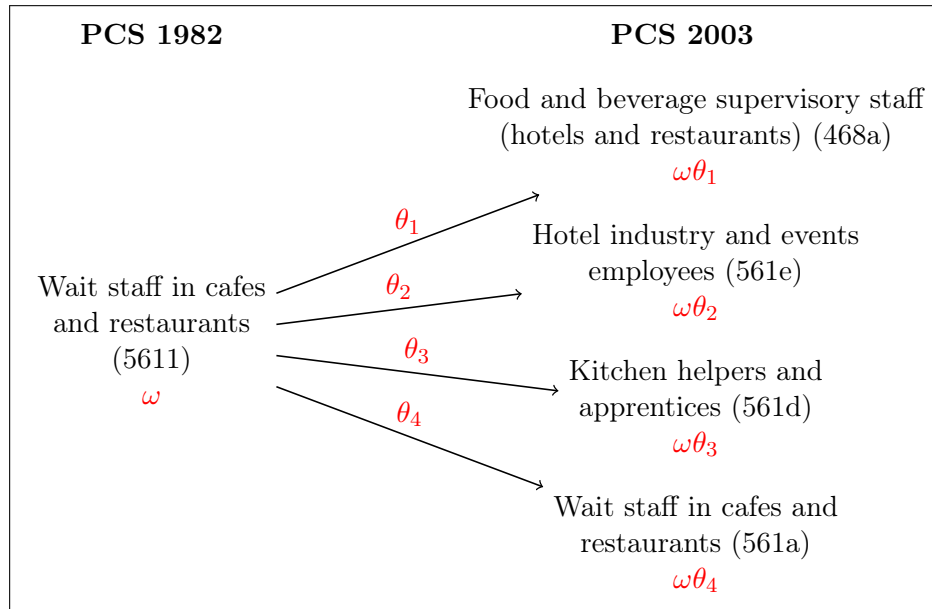 PCS 1982
PCS 2003
Food and beverage supervisory staff
(hotels and restaurants) (468a)
ωθ₁
θ₁
Hotel industry and events
employees (561e)
ωθ₂
θ₂
Wait staff in cafes
and restaurants
(5611)
ω
θ₃
Kitchen helpers and
apprentices (561d)
ωθ₃
θ₄
Wait staff in cafes and
restaurants (561a)
ωθ₄